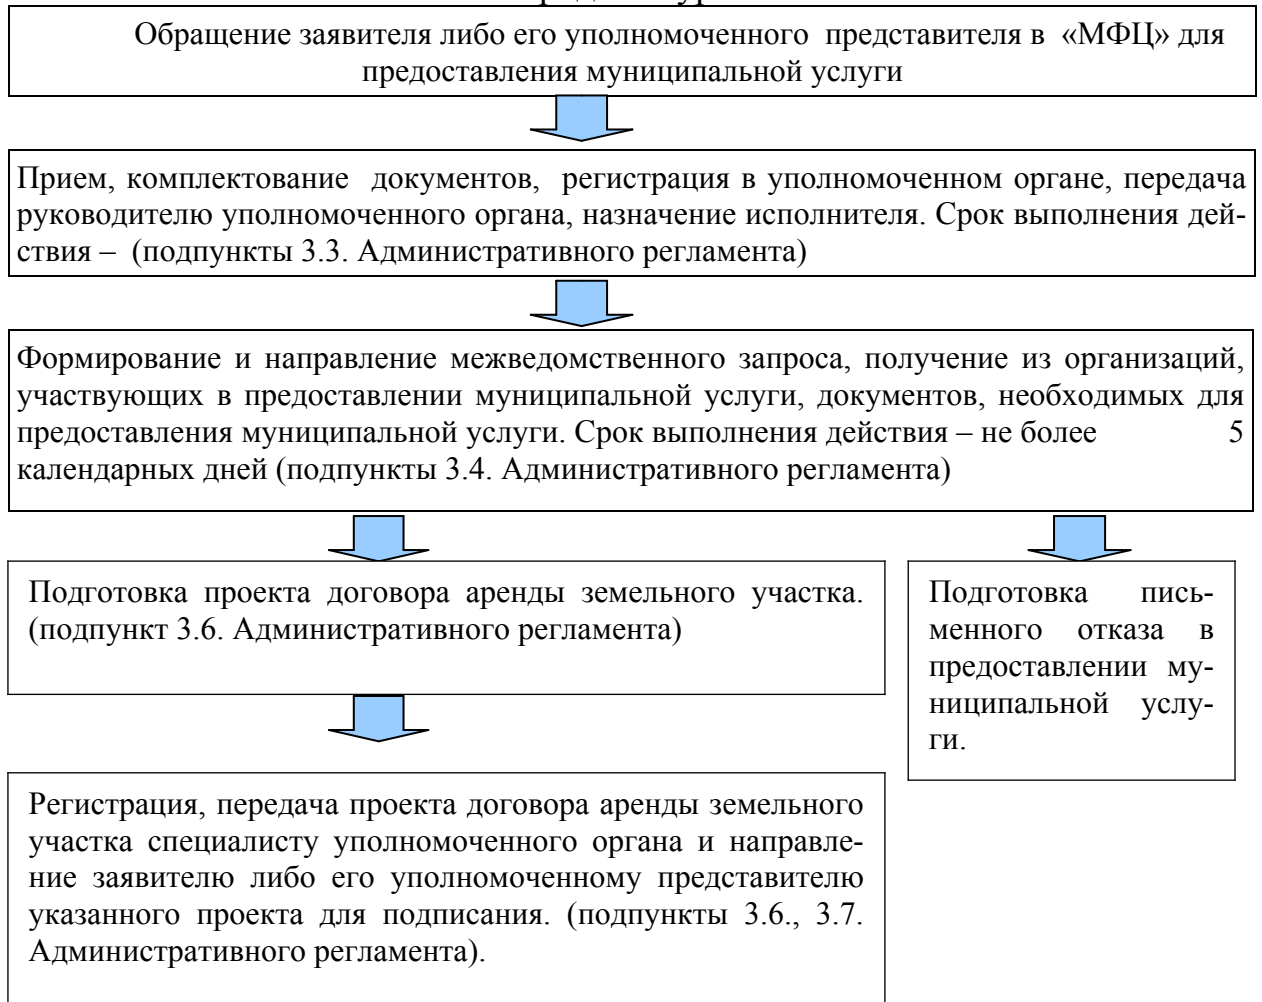 Обращение заявителя либо его уполномоченного представителя в «МФЦ» для
предоставления муниципальной услуги
Прием, комплектование документов, регистрация в уполномоченном органе, передача
руководителю уполномоченного органа, назначение исполнителя. Срок выполнения дей-
ствия – (подпункты 3.3. Административного регламента)
Формирование и направление межведомственного запроса, получение из организаций,
участвующих в предоставлении муниципальной услуги, документов, необходимых для
предоставления муниципальной услуги. Срок выполнения действия – не более 5
календарных дней (подпункты 3.4. Административного регламента)
Подготовка проекта договора аренды земельного участка.
(подпункт 3.6. Административного регламента)
Подготовка пись-
менного отказа в
предоставлении му-
ниципальной услу-
ги.
Регистрация, передача проекта договора аренды земельного
участка специалисту уполномоченного органа и направле-
ние заявителю либо его уполномоченному представителю
указанного проекта для подписания. (подпункты 3.6., 3.7.
Административного регламента).